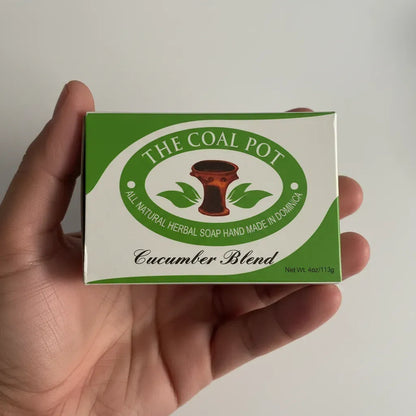 THE COAL POT
• ALL NATURAL HERBAL SOAP HAND MADE IN DOMINICA •
Cucumber Blend
Net Wt. 4oz/113g